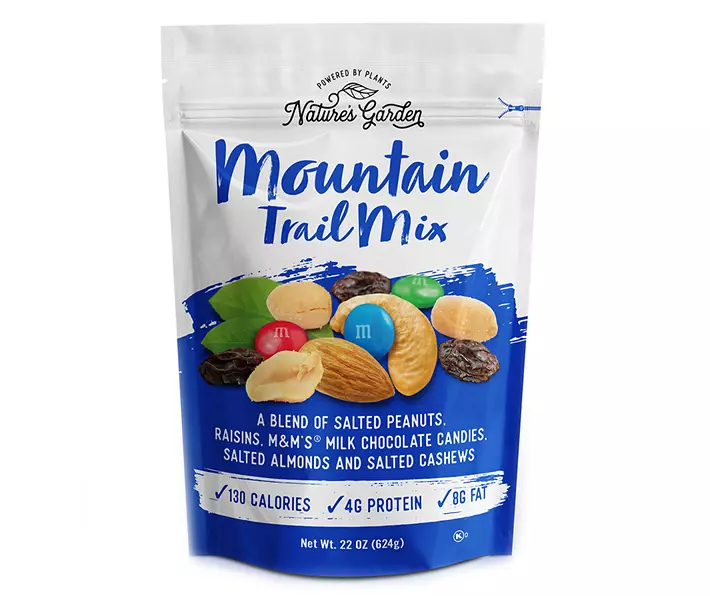 POWERED BY PLANTS
Nature's Garden
Mountain
Trail Mix
m
m
m
A BLEND OF SALTED PEANUTS,
RAISINS, M&M'S® MILK CHOCOLATE CANDIES,
SALTED ALMONDS AND SALTED CASHEWS
✓130 CALORIES ✓4G PROTEIN ✓8G FAT
Net Wt. 22 OZ (624g)
K D